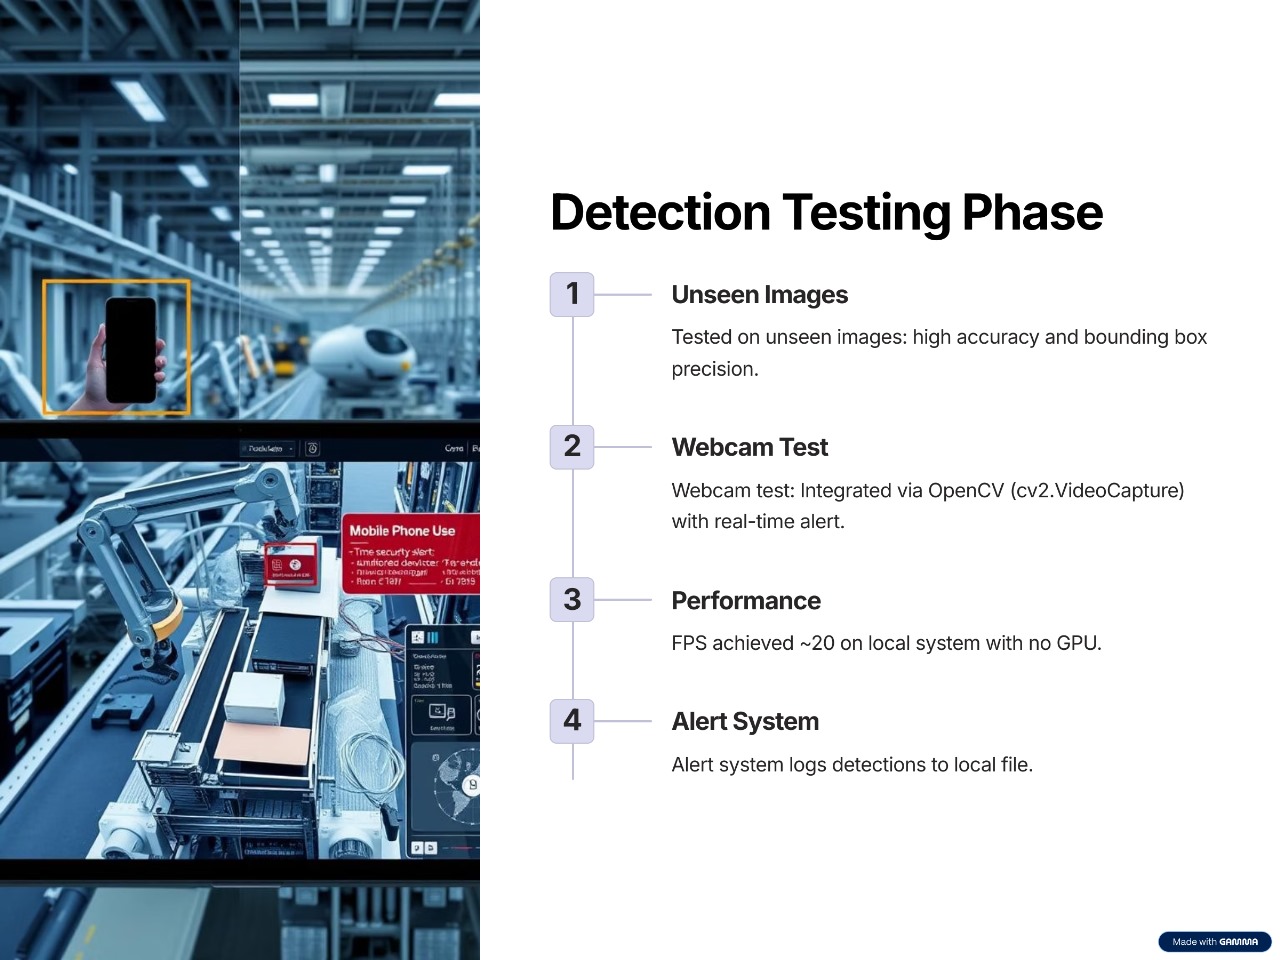 Detection Testing Phase
1
Unseen Images
Tested on unseen images: high accuracy and bounding box
precision.
2
Webcam Test
Webcam test: Integrated via OpenCV (cv2.VideoCapture)
with real-time alert.
3
Performance
FPS achieved ~20 on local system with no GPU.
4
Alert System
Alert system logs detections to local file.
Mobile Phone Use
Made with GAMMA